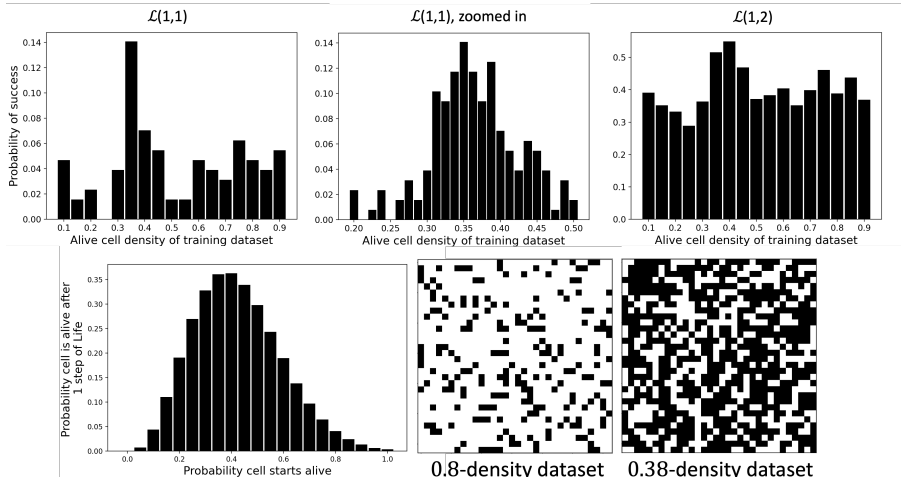 ℒ(1,1)
ℒ(1,1), zoomed in
ℒ(1,2)
Probability of success
0.14
0.12
0.10
0.08
0.06
0.04
0.02
0.00
0.1 0.2 0.3 0.4 0.5 0.6 0.7 0.8 0.9
Alive cell density of training dataset
0.14
0.12
0.10
0.08
0.06
0.04
0.02
0.00
0.20 0.25 0.30 0.35 0.40 0.45 0.50
Alive cell density of training dataset
0.5
0.4
0.3
0.2
0.1
0.0
0.1 0.2 0.3 0.4 0.5 0.6 0.7 0.8 0.9
Alive cell density of training dataset
Probability cell is alive after
1 step of Life
0.35
0.30
0.25
0.20
0.15
0.10
0.05
0.00
0.0 0.2 0.4 0.6 0.8 1.0
Probability cell starts alive
0.8-density dataset
0.38-density dataset